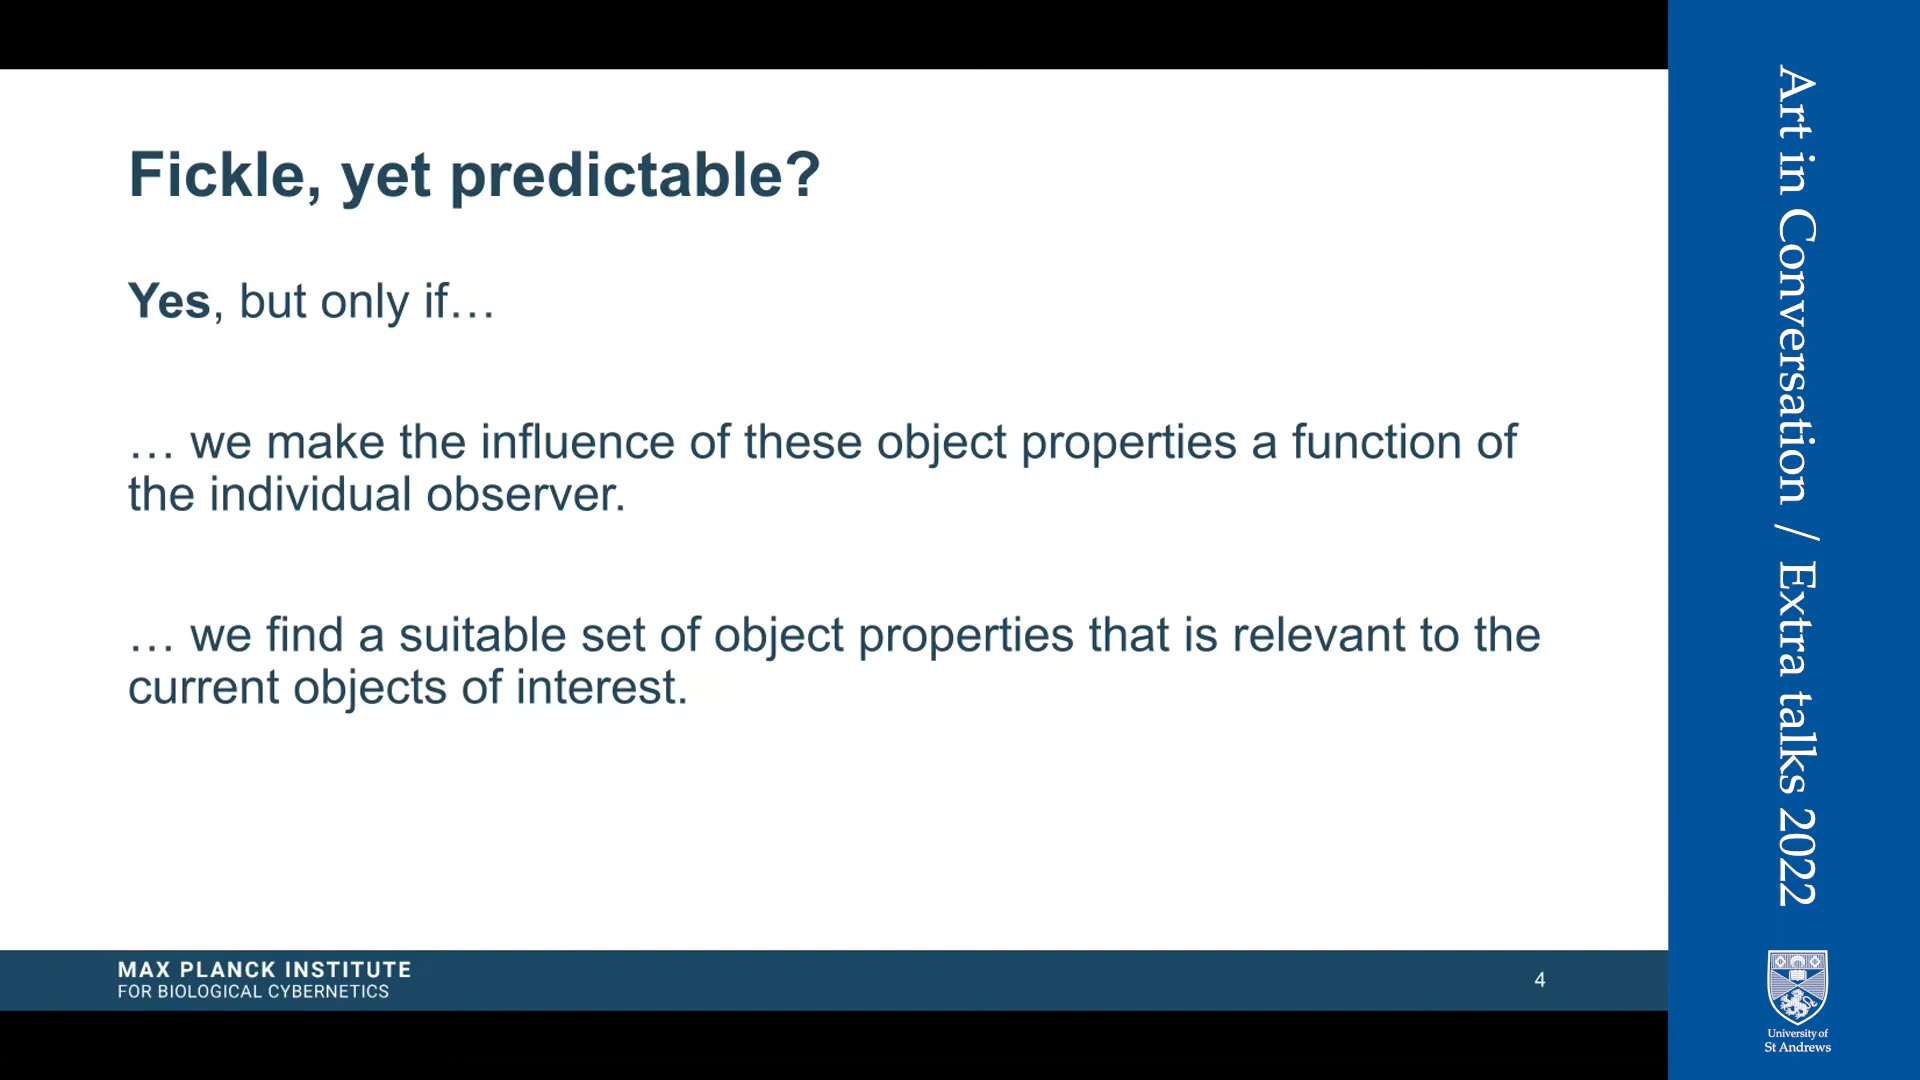 Fickle, yet predictable?
Yes, but only if…
… we make the influence of these object properties a function of
the individual observer.
… we find a suitable set of object properties that is relevant to the
current objects of interest.
MAX PLANCK INSTITUTE
FOR BIOLOGICAL CYBERNETICS
4
Art in Conversation / Extra talks 2022
University of
St Andrews